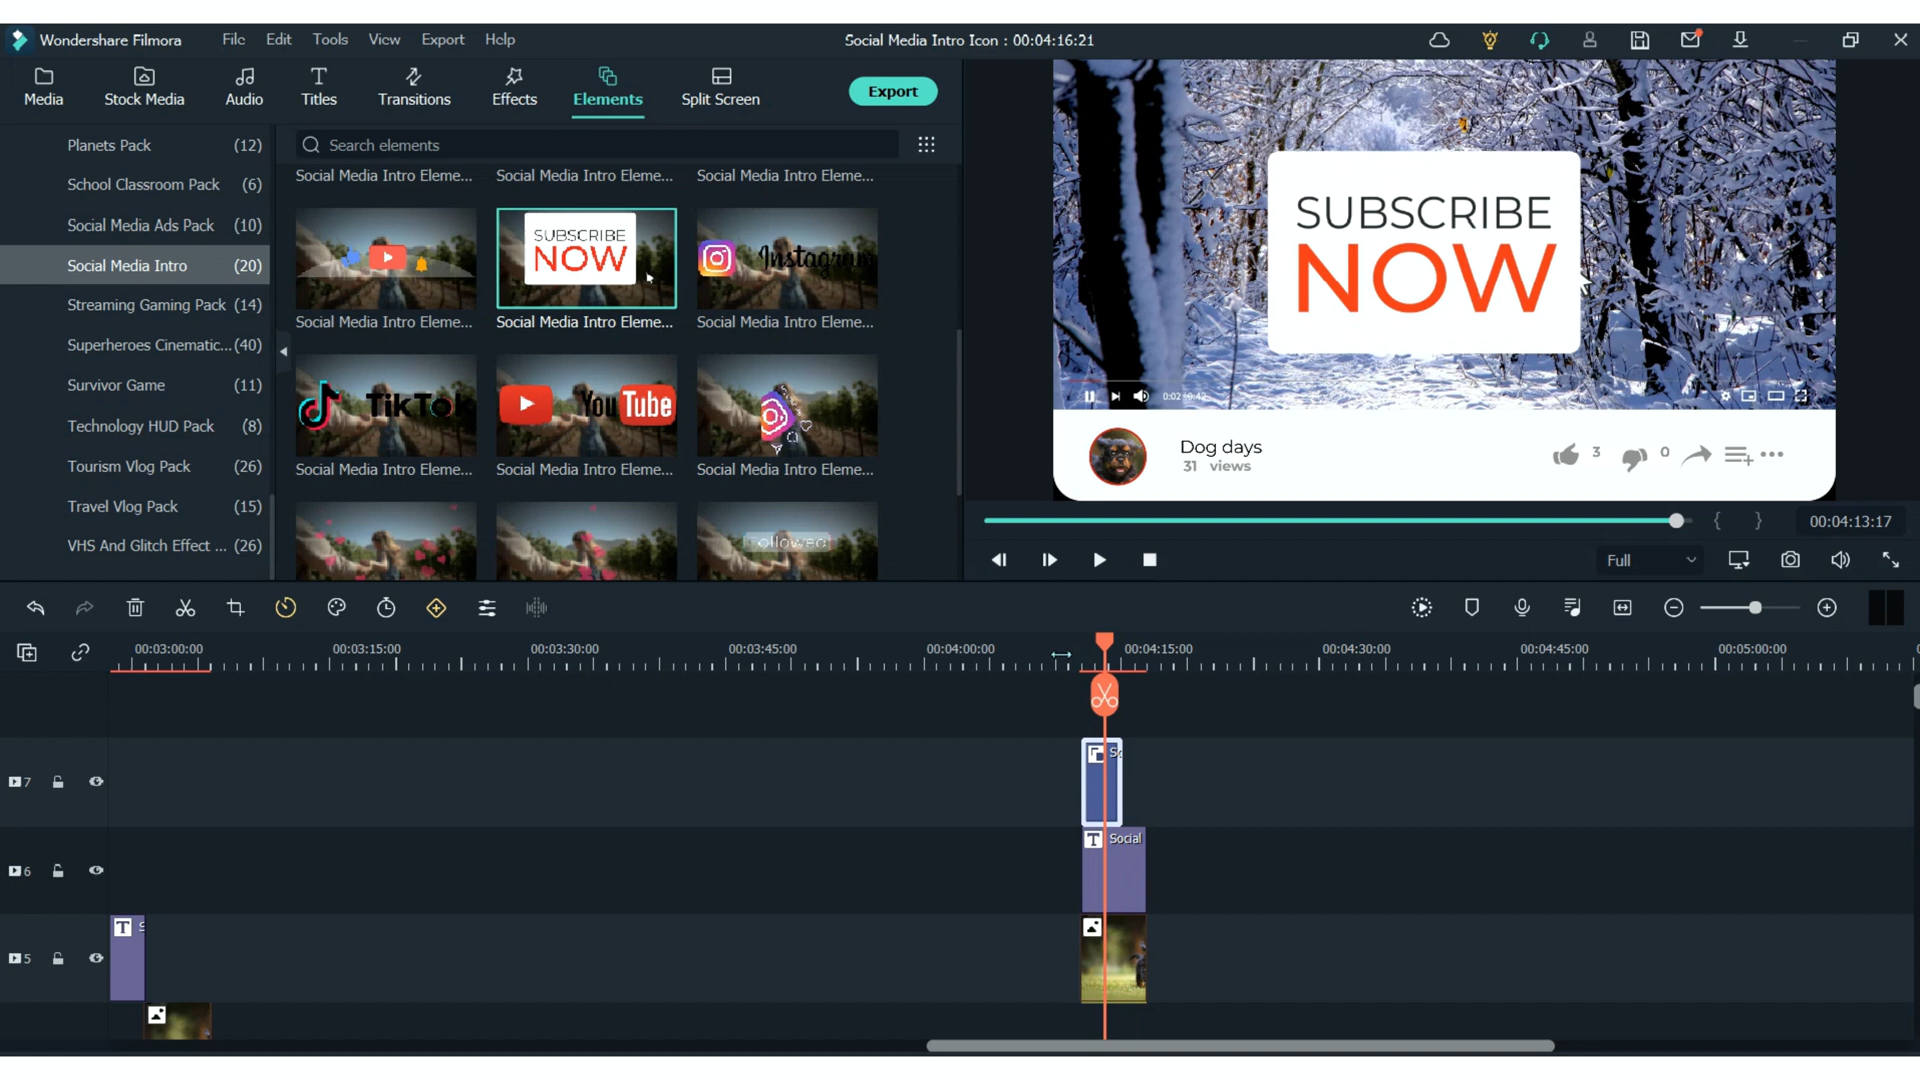 Wondershare Filmora
File Edit Tools View Export Help
Social Media Intro Icon : 00:04:16:21
Media
Stock Media
Audio
Titles
Transitions
Effects
Elements
Split Screen
Export
Planets Pack (12)
School Classroom Pack (6)
Social Media Ads Pack (10)
Social Media Intro (20)
Streaming Gaming Pack (14)
Superheroes Cinematic... (40)
Survivor Game (11)
Technology HUD Pack (8)
Tourism Vlog Pack (26)
Travel Vlog Pack (15)
VHS And Glitch Effect ... (26)
Search elements
Social Media Intro Eleme...
Social Media Intro Eleme...
Social Media Intro Eleme...
SUBSCRIBE
NOW
Instagram
Social Media Intro Eleme...
Social Media Intro Eleme...
Social Media Intro Eleme...
TikTok
YouTube
Social Media Intro Eleme...
Social Media Intro Eleme...
Social Media Intro Eleme...
Followed
SUBSCRIBE
NOW
0:02
Dog days
31 views
3
0
{ }
00:04:13:17
Full
00:03:00:00
00:03:15:00
00:03:30:00
00:03:45:00
00:04:00:00
00:04:15:00
00:04:30:00
00:04:45:00
00:05:00:00
7
6
T Social
5
T S